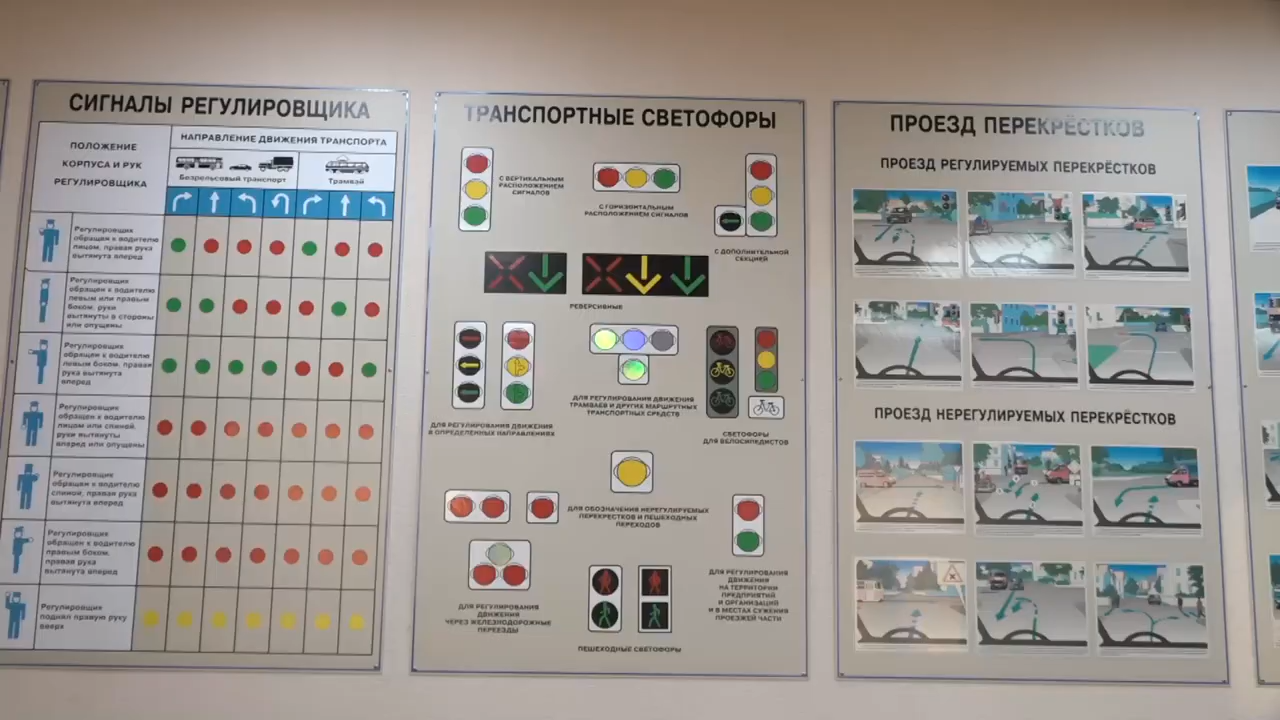 СИГНАЛЫ РЕГУЛИРОВЩИКА
ПОЛОЖЕНИЕ
КОРПУСА И РУК
РЕГУЛИРОВЩИКА
НАПРАВЛЕНИЕ ДВИЖЕНИЯ ТРАНСПОРТА
Безрельсовый транспорт
Трамвай
Регулировщик
обращен к водителю
лицом, правая рука
вытянута вперед
Регулировщик
обращен к водителю
левым или правым
боком, руки
вытянуты в стороны
или опущены
Регулировщик
обращен к водителю
левым боком, правая
рука вытянута
вперед
Регулировщик
обращен к водителю
лицом или спиной,
руки вытянуты
вперед или опущены
Регулировщик
обращен к водителю
спиной, правая рука
вытянута вперед
Регулировщик
обращен к водителю
правым боком,
правая рука
вытянута вперед
Регулировщик
поднял правую руку
вверх
ТРАНСПОРТНЫЕ СВЕТОФОРЫ
С ВЕРТИКАЛЬНЫМ
РАСПОЛОЖЕНИЕМ
СИГНАЛОВ
С ГОРИЗОНТАЛЬНЫМ
РАСПОЛОЖЕНИЕМ СИГНАЛОВ
С ДОПОЛНИТЕЛЬНОЙ
СЕКЦИЕЙ
РЕВЕРСИВНЫЕ
ДЛЯ РЕГУЛИРОВАНИЯ ДВИЖЕНИЯ
В ОПРЕДЕЛЁННЫХ НАПРАВЛЕНИЯХ
ДЛЯ РЕГУЛИРОВАНИЯ ДВИЖЕНИЯ
ТРАМВАЕВ И ДРУГИХ МАРШРУТНЫХ
ТРАНСПОРТНЫХ СРЕДСТВ
СВЕТОФОРЫ
ДЛЯ ВЕЛОСИПЕДИСТОВ
ДЛЯ ОБОЗНАЧЕНИЯ НЕРЕГУЛИРУЕМЫХ
ПЕРЕКРЕСТКОВ И ПЕШЕХОДНЫХ
ПЕРЕХОДОВ
ДЛЯ РЕГУЛИРОВАНИЯ
ДВИЖЕНИЯ
ЧЕРЕЗ ЖЕЛЕЗНОДОРОЖНЫЕ
ПЕРЕЕЗДЫ
ДЛЯ РЕГУЛИРОВАНИЯ
ДВИЖЕНИЯ
НА ТЕРРИТОРИИ
ПРЕДПРИЯТИЙ
И ОРГАНИЗАЦИЙ
И В МЕСТАХ СУЖЕНИЯ
ПРОЕЗЖЕЙ ЧАСТИ
ПЕШЕХОДНЫЕ СВЕТОФОРЫ
ПРОЕЗД ПЕРЕКРЁСТКОВ
ПРОЕЗД РЕГУЛИРУЕМЫХ ПЕРЕКРЁСТКОВ
ПРОЕЗД НЕРЕГУЛИРУЕМЫХ ПЕРЕКРЁСТКОВ